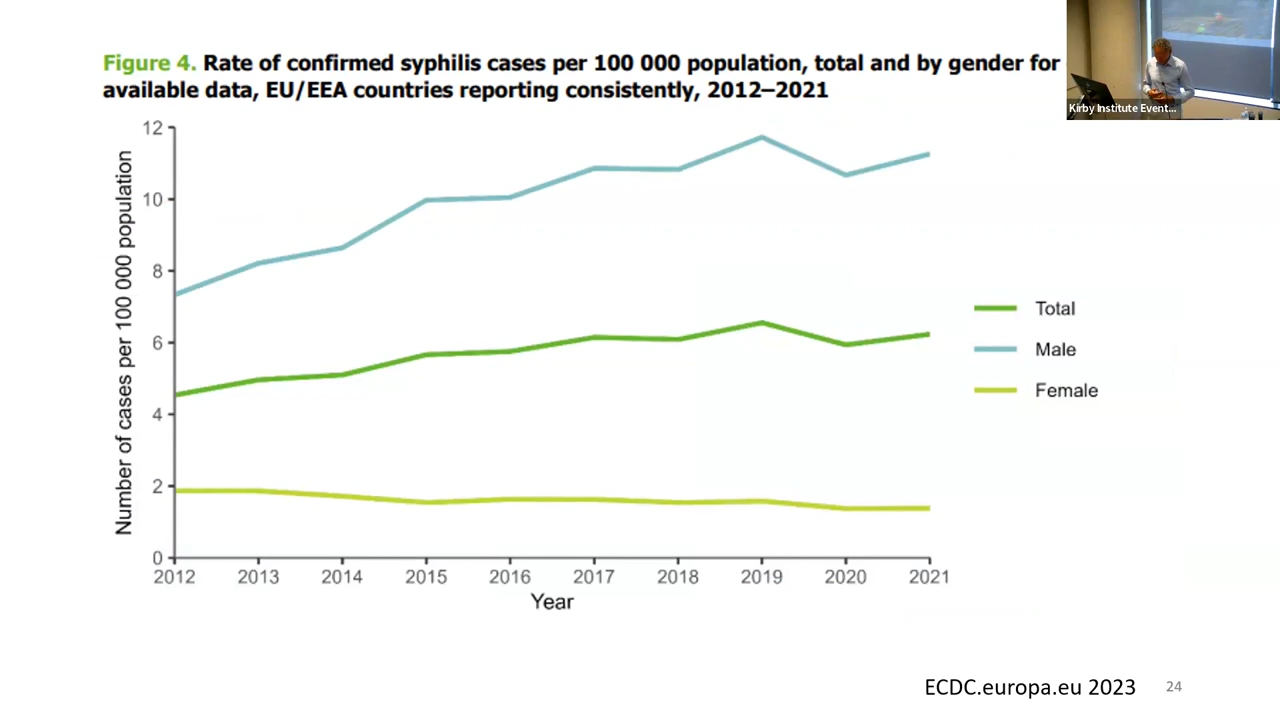 Figure 4. Rate of confirmed syphilis cases per 100 000 population, total and by gender for
available data, EU/EEA countries reporting consistently, 2012–2021
Kirby Institute Event...
Number of cases per 100 000 population
12
10
8
6
4
2
0
2012 2013 2014 2015 2016 2017 2018 2019 2020 2021
Year
Total
Male
Female
ECDC.europa.eu 2023 24